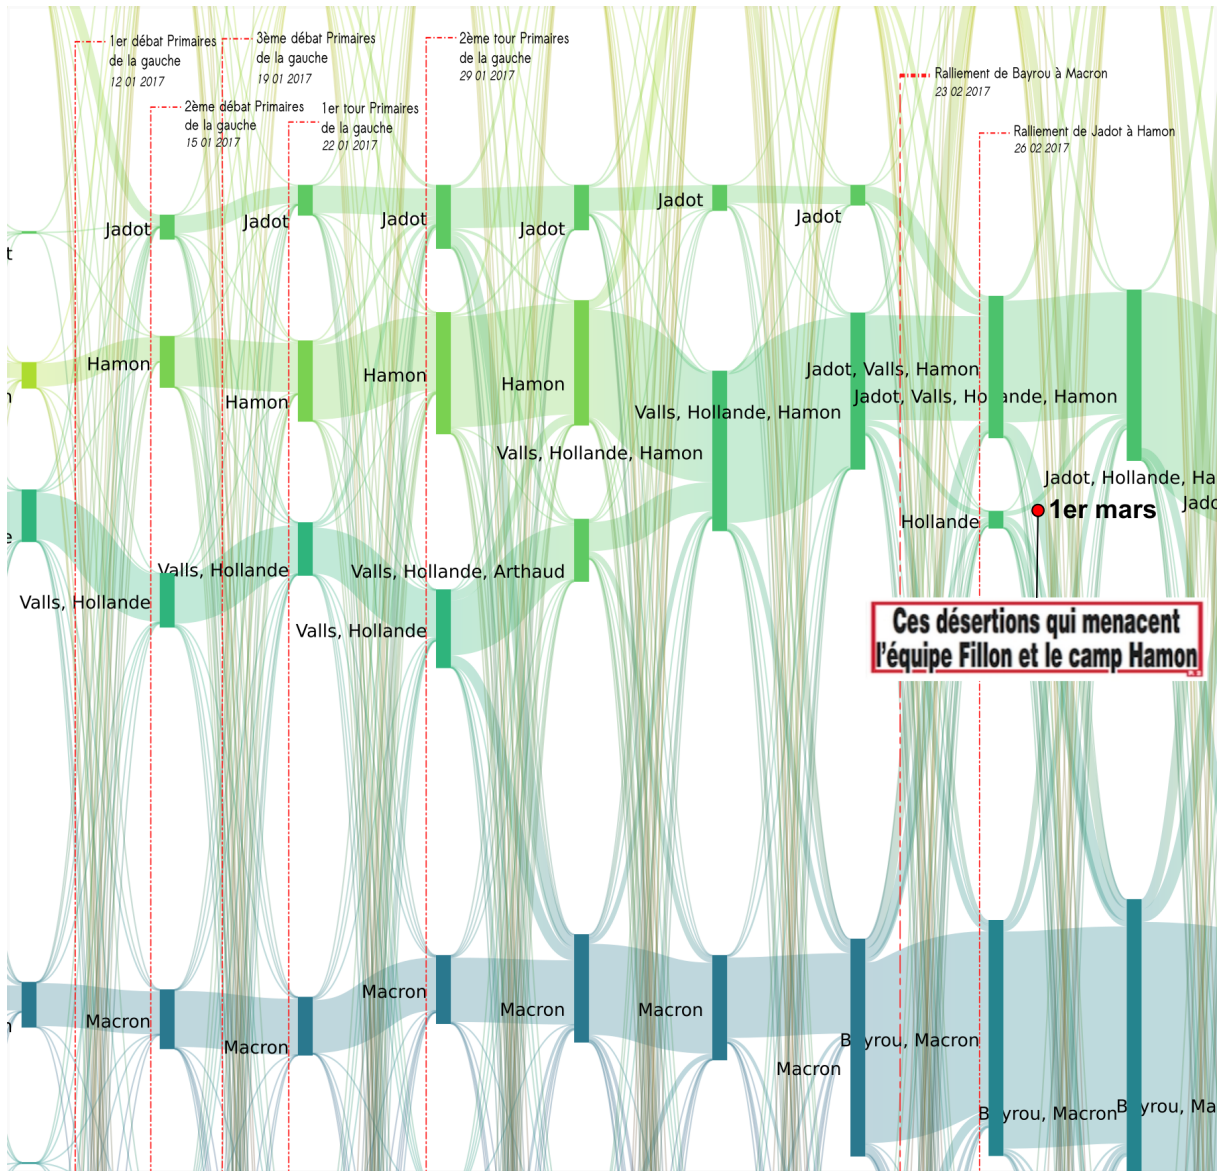 1er débat Primaires
de la gauche
12 01 2017
3ème débat Primaires
de la gauche
19 01 2017
2ème tour Primaires
de la gauche
29 01 2017
Ralliement de Bayrou à Macron
23 02 2017
2ème débat Primaires
de la gauche
15 01 2017
1er tour Primaires
de la gauche
22 01 2017
Ralliement de Jadot à Hamon
26 02 2017
Jadot
Jadot
Jadot
Jadot
Jadot
Jadot
t
Hamon
Hamon
Hamon
Hamon
Valls, Hollande, Hamon
Valls, Hollande, Hamon
Jadot, Valls, Hamon
Jadot, Valls, Hollande, Hamon
Jadot, Hollande, Ha
Jado
n
e
Valls, Hollande
Valls, Hollande
Valls, Hollande
Valls, Hollande, Arthaud
Hollande
1er mars
Ces désertions qui menacent
l'équipe Fillon et le camp Hamon
n
Macron
Macron
Macron
Macron
Macron
Macron
Bayrou, Macron
Bayrou, Macron
Bayrou, Ma